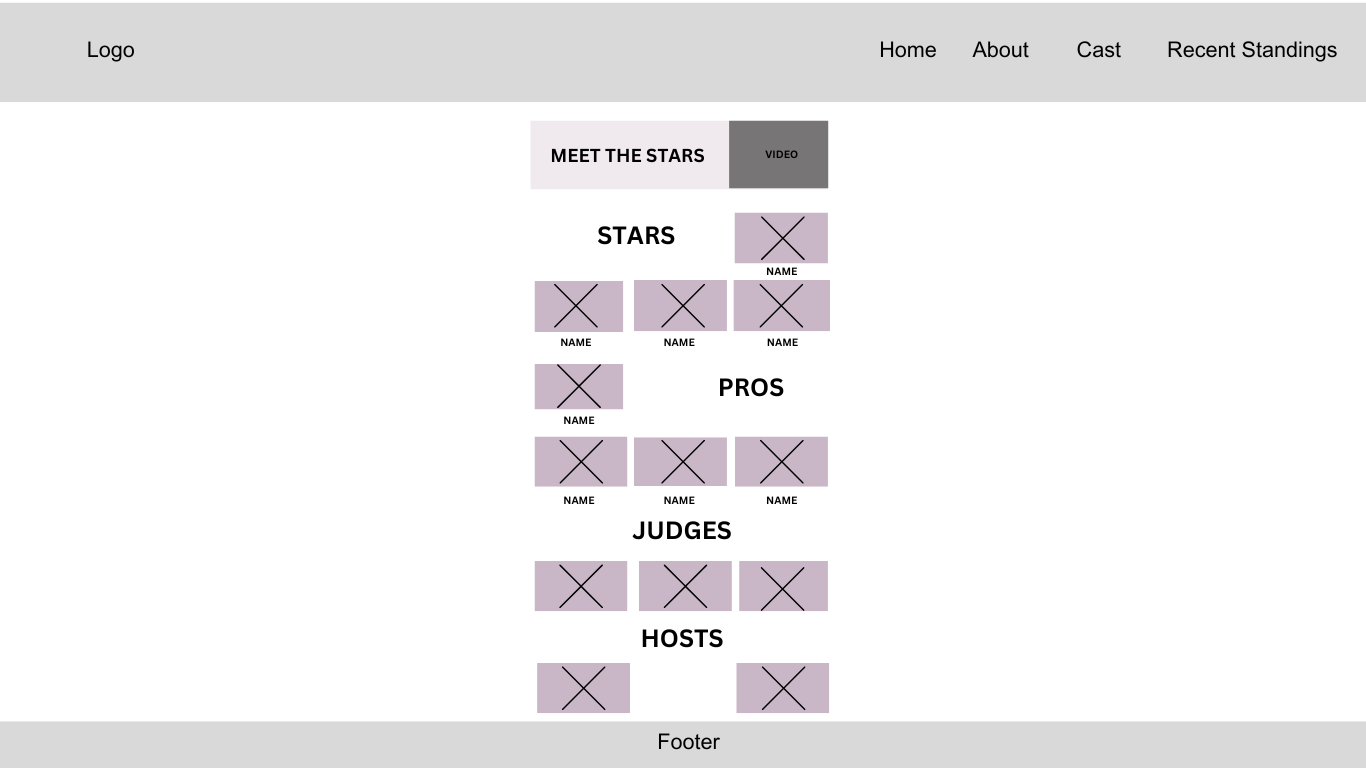 Logo Home About Cast Recent Standings
MEET THE STARS VIDEO
STARS
NAME
NAME NAME NAME
PROS
NAME
NAME NAME NAME
JUDGES
HOSTS
Footer